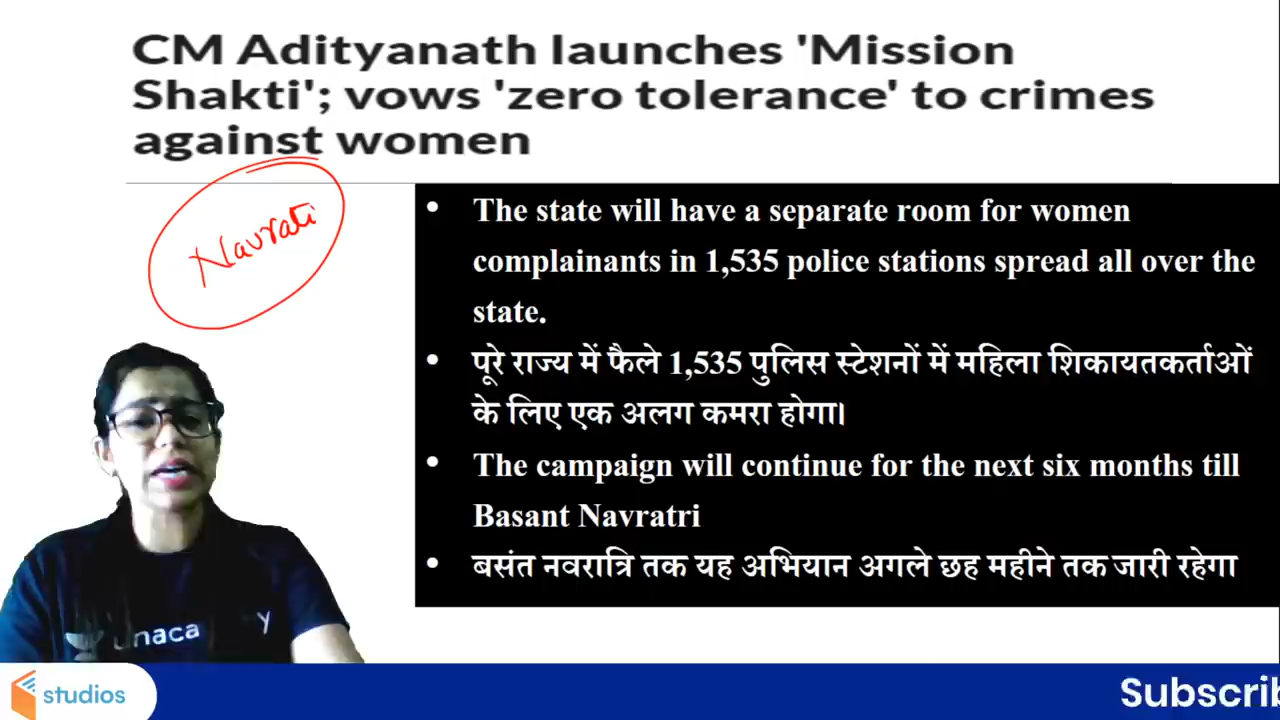 CM Adityanath launches 'Mission
Shakti'; vows 'zero tolerance' to crimes
against women
Navrati
• The state will have a separate room for women
complainants in 1,535 police stations spread all over the
state.
• पूरे राज्य में फैले 1,535 पुलिस स्टेशनों में महिला शिकायतकर्ताओं
के लिए एक अलग कमरा होगा।
• The campaign will continue for the next six months till
Basant Navratri
• बसंत नवरात्रि तक यह अभियान अगले छह महीने तक जारी रहेगा
unaca y
studios
Subscrib